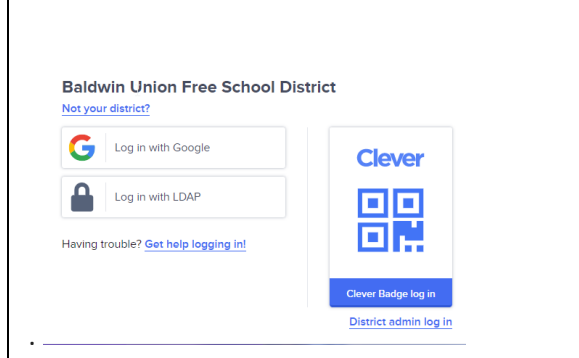 Baldwin Union Free School District
Not your district?
Log in with Google
Log in with LDAP
Having trouble? Get help logging in!
Clever
Clever Badge log in
District admin log in